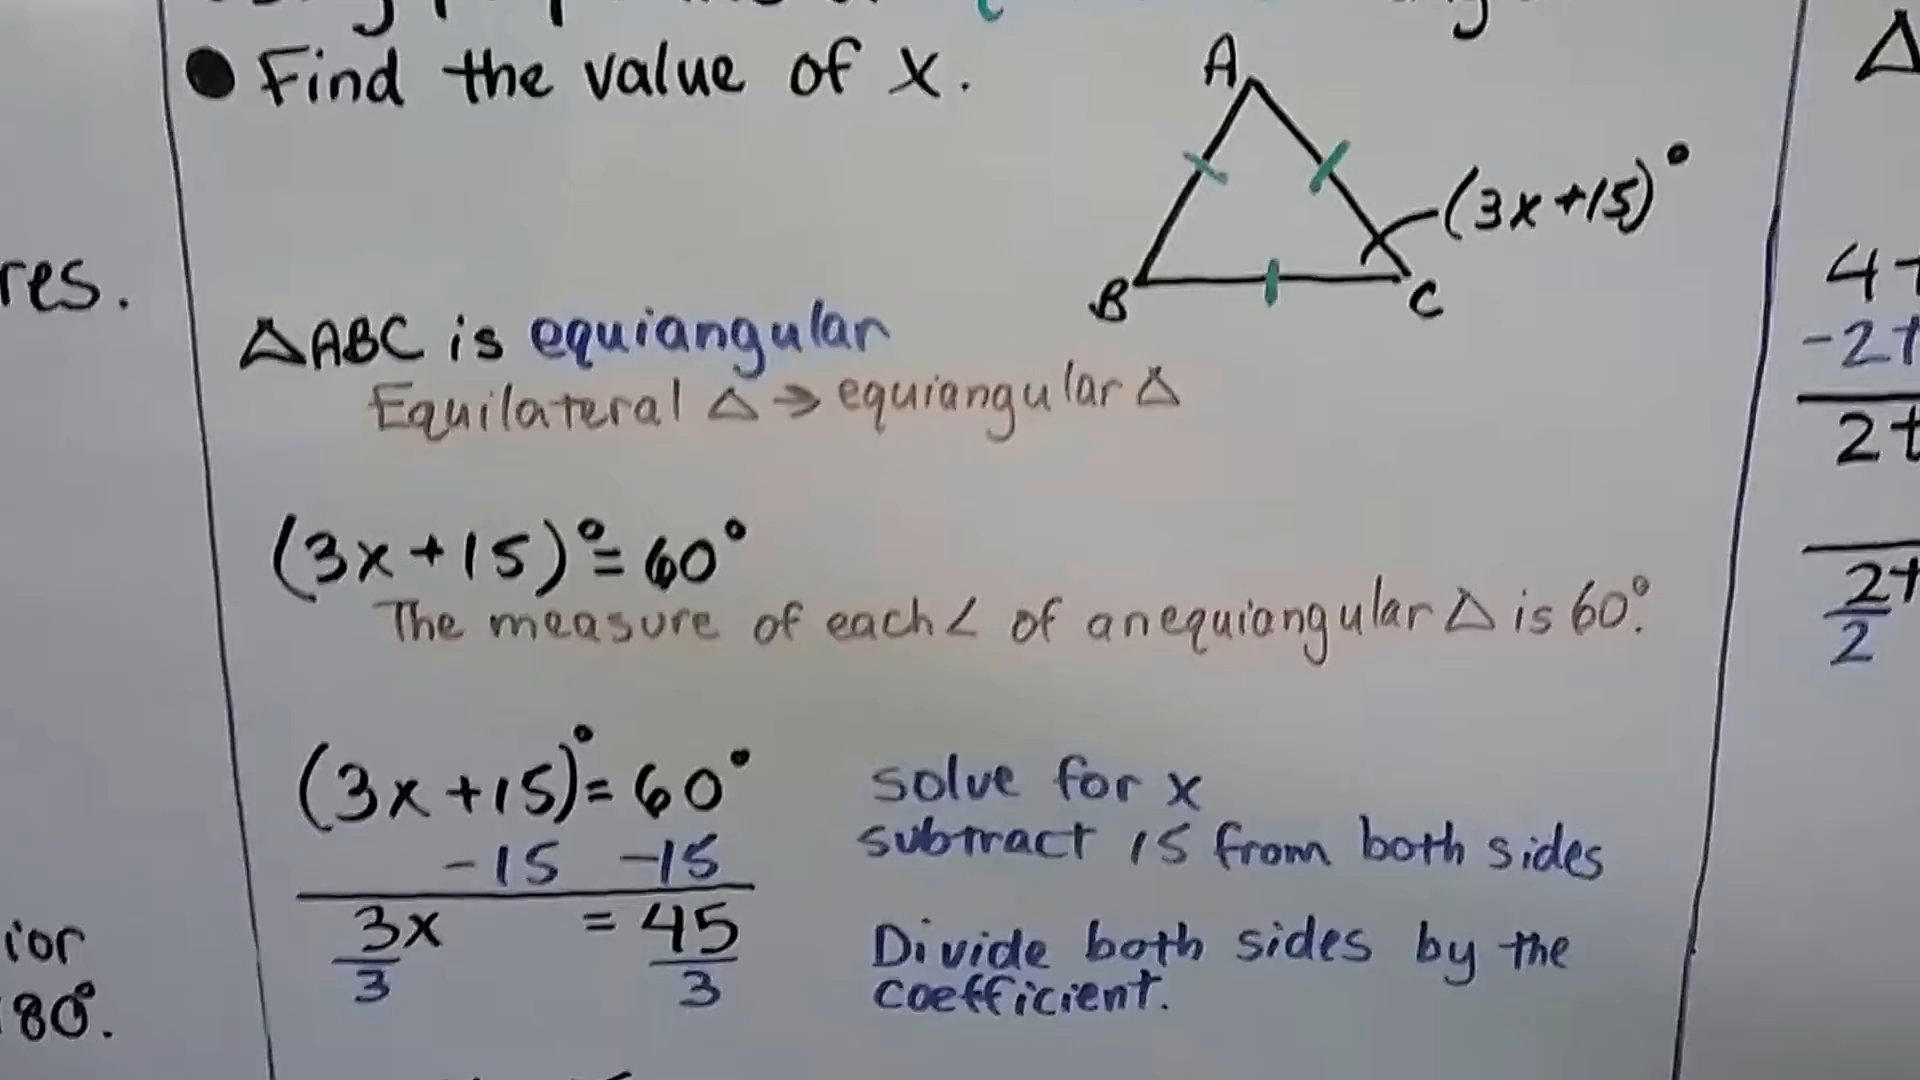 ● Find the value of x.
A
(3x+15)°
B
C
△ABC is equiangular
Equilateral △ → equiangular △
(3x+15)° = 60°
The measure of each ∠ of an equiangular △ is 60°.
(3x+15)° = 60°
-15 -15
3x = 45
3 3
solve for x
subtract 15 from both sides
Divide both sides by the
coefficient.
res.
80°.
△
-2
2